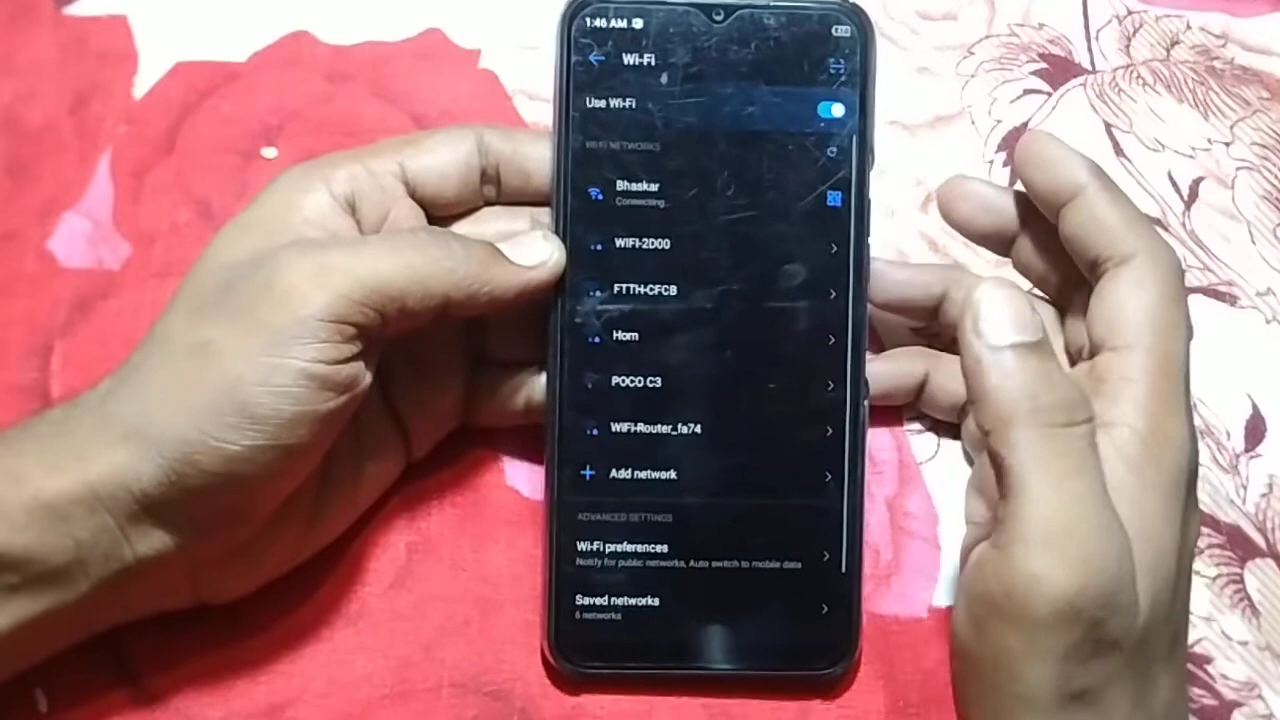 1:46 AM
Wi-Fi
Use Wi-Fi
WI-FI NETWORKS
Bhaskar
Connecting...
WIFI-2D00
FTTH-CFCB
Hom
POCO C3
WiFi-Router_fa74
Add network
ADVANCED SETTINGS
Wi-Fi preferences
Notify for public networks, Auto switch to mobile data
Saved networks
6 networks